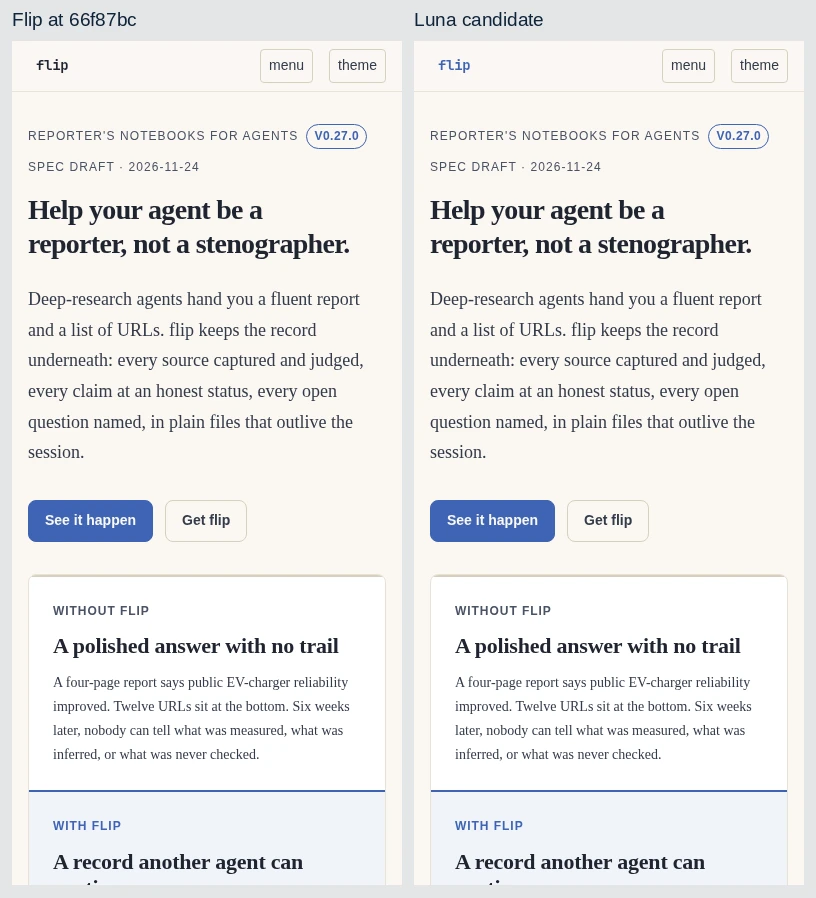 Flip at 66f87bc
flip
menu
theme
REPORTER'S NOTEBOOKS FOR AGENTS V0.27.0
SPEC DRAFT · 2026-11-24
Help your agent be a
reporter, not a stenographer.
Deep-research agents hand you a fluent report
and a list of URLs. flip keeps the record
underneath: every source captured and judged,
every claim at an honest status, every open
question named, in plain files that outlive the
session.
See it happen
Get flip
WITHOUT FLIP
A polished answer with no trail
A four-page report says public EV-charger reliability
improved. Twelve URLs sit at the bottom. Six weeks
later, nobody can tell what was measured, what was
inferred, or what was never checked.
WITH FLIP
A record another agent can
Luna candidate
flip
menu
theme
REPORTER'S NOTEBOOKS FOR AGENTS V0.27.0
SPEC DRAFT · 2026-11-24
Help your agent be a
reporter, not a stenographer.
Deep-research agents hand you a fluent report
and a list of URLs. flip keeps the record
underneath: every source captured and judged,
every claim at an honest status, every open
question named, in plain files that outlive the
session.
See it happen
Get flip
WITHOUT FLIP
A polished answer with no trail
A four-page report says public EV-charger reliability
improved. Twelve URLs sit at the bottom. Six weeks
later, nobody can tell what was measured, what was
inferred, or what was never checked.
WITH FLIP
A record another agent can